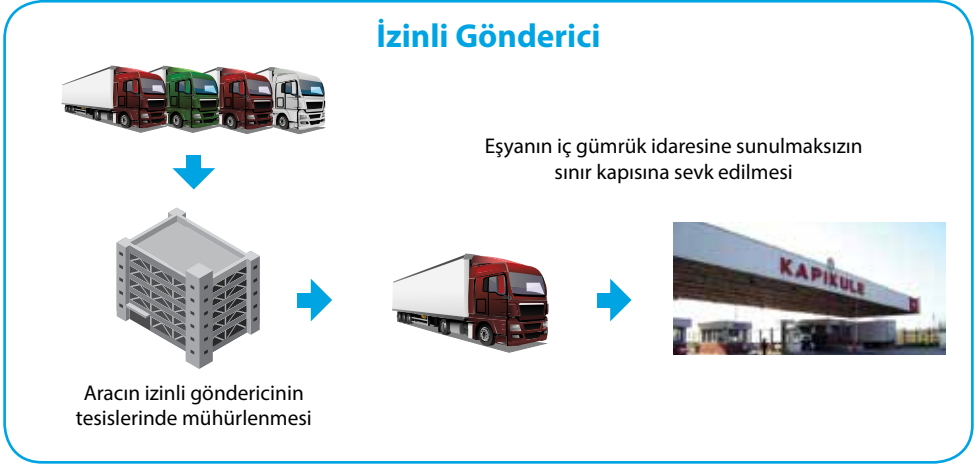 İzinli Gönderici
Eşyanın iç gümrük idaresine sunulmaksızın
sınır kapısına sevk edilmesi
KAPIKULE
Aracın izinli göndericinin
tesislerinde mühürlenmesi